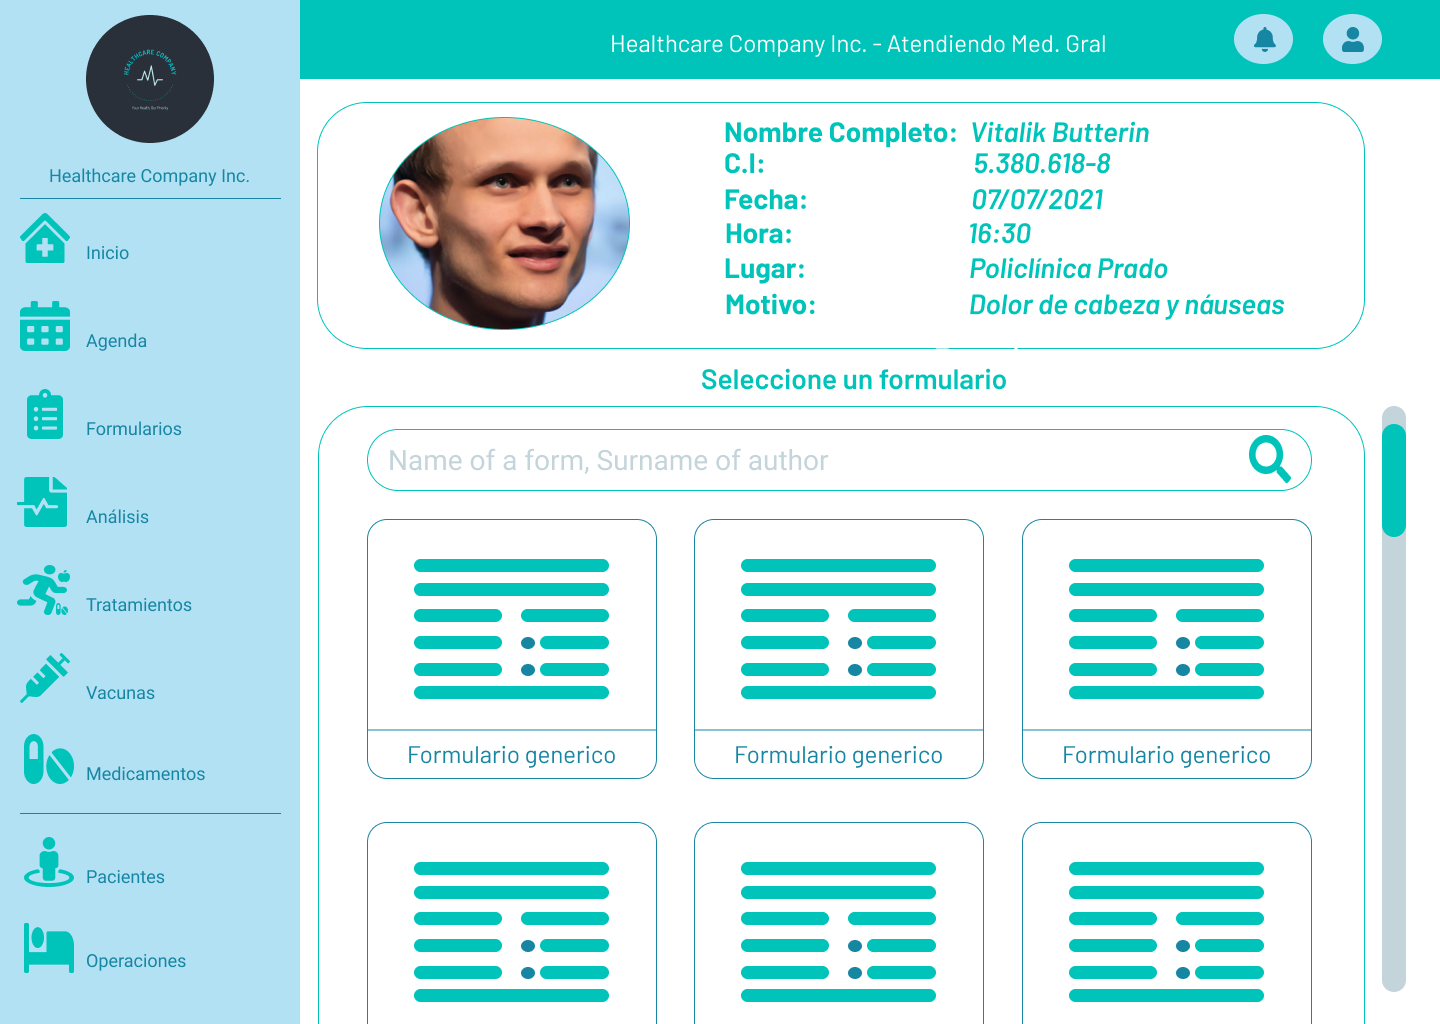 HEALTHCARE COMPANY
Your Health Our Priority
Healthcare Company Inc.
Inicio
Agenda
Formularios
Análisis
Tratamientos
Vacunas
Medicamentos
Pacientes
Operaciones
Healthcare Company Inc. - Atendiendo Med. Gral
Nombre Completo: Vitalik Butterin
C.I: 5.380.618-8
Fecha: 07/07/2021
Hora: 16:30
Lugar: Policlínica Prado
Motivo: Dolor de cabeza y náuseas
Seleccione un formulario
Name of a form, Surname of author
Formulario generico Formulario generico Formulario generico